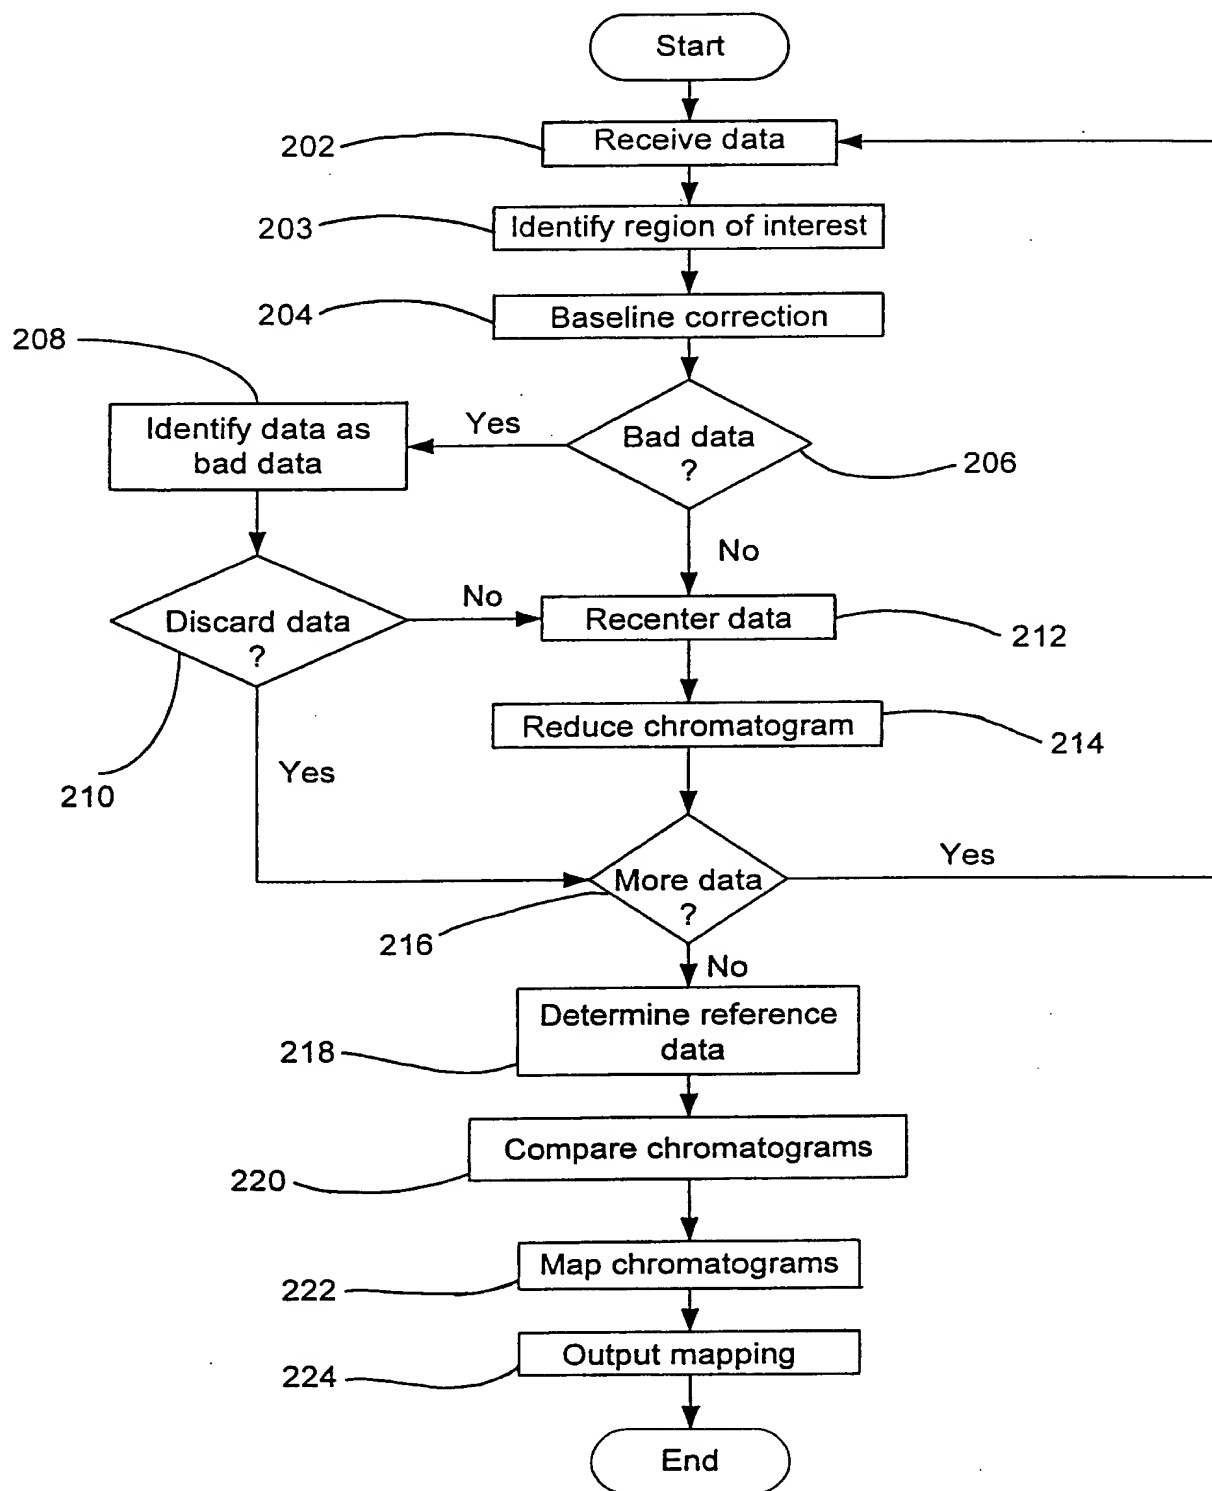 Start
202
Receive data
203
Identify region of interest
204
Baseline correction
208
Identify data as
bad data
Yes
Bad data
?
206
No
Discard data
?
No
Recenter data
212
210
Yes
Reduce chromatogram
214
More data
?
Yes
216
No
218
Determine reference
data
220
Compare chromatograms
222
Map chromatograms
224
Output mapping
End